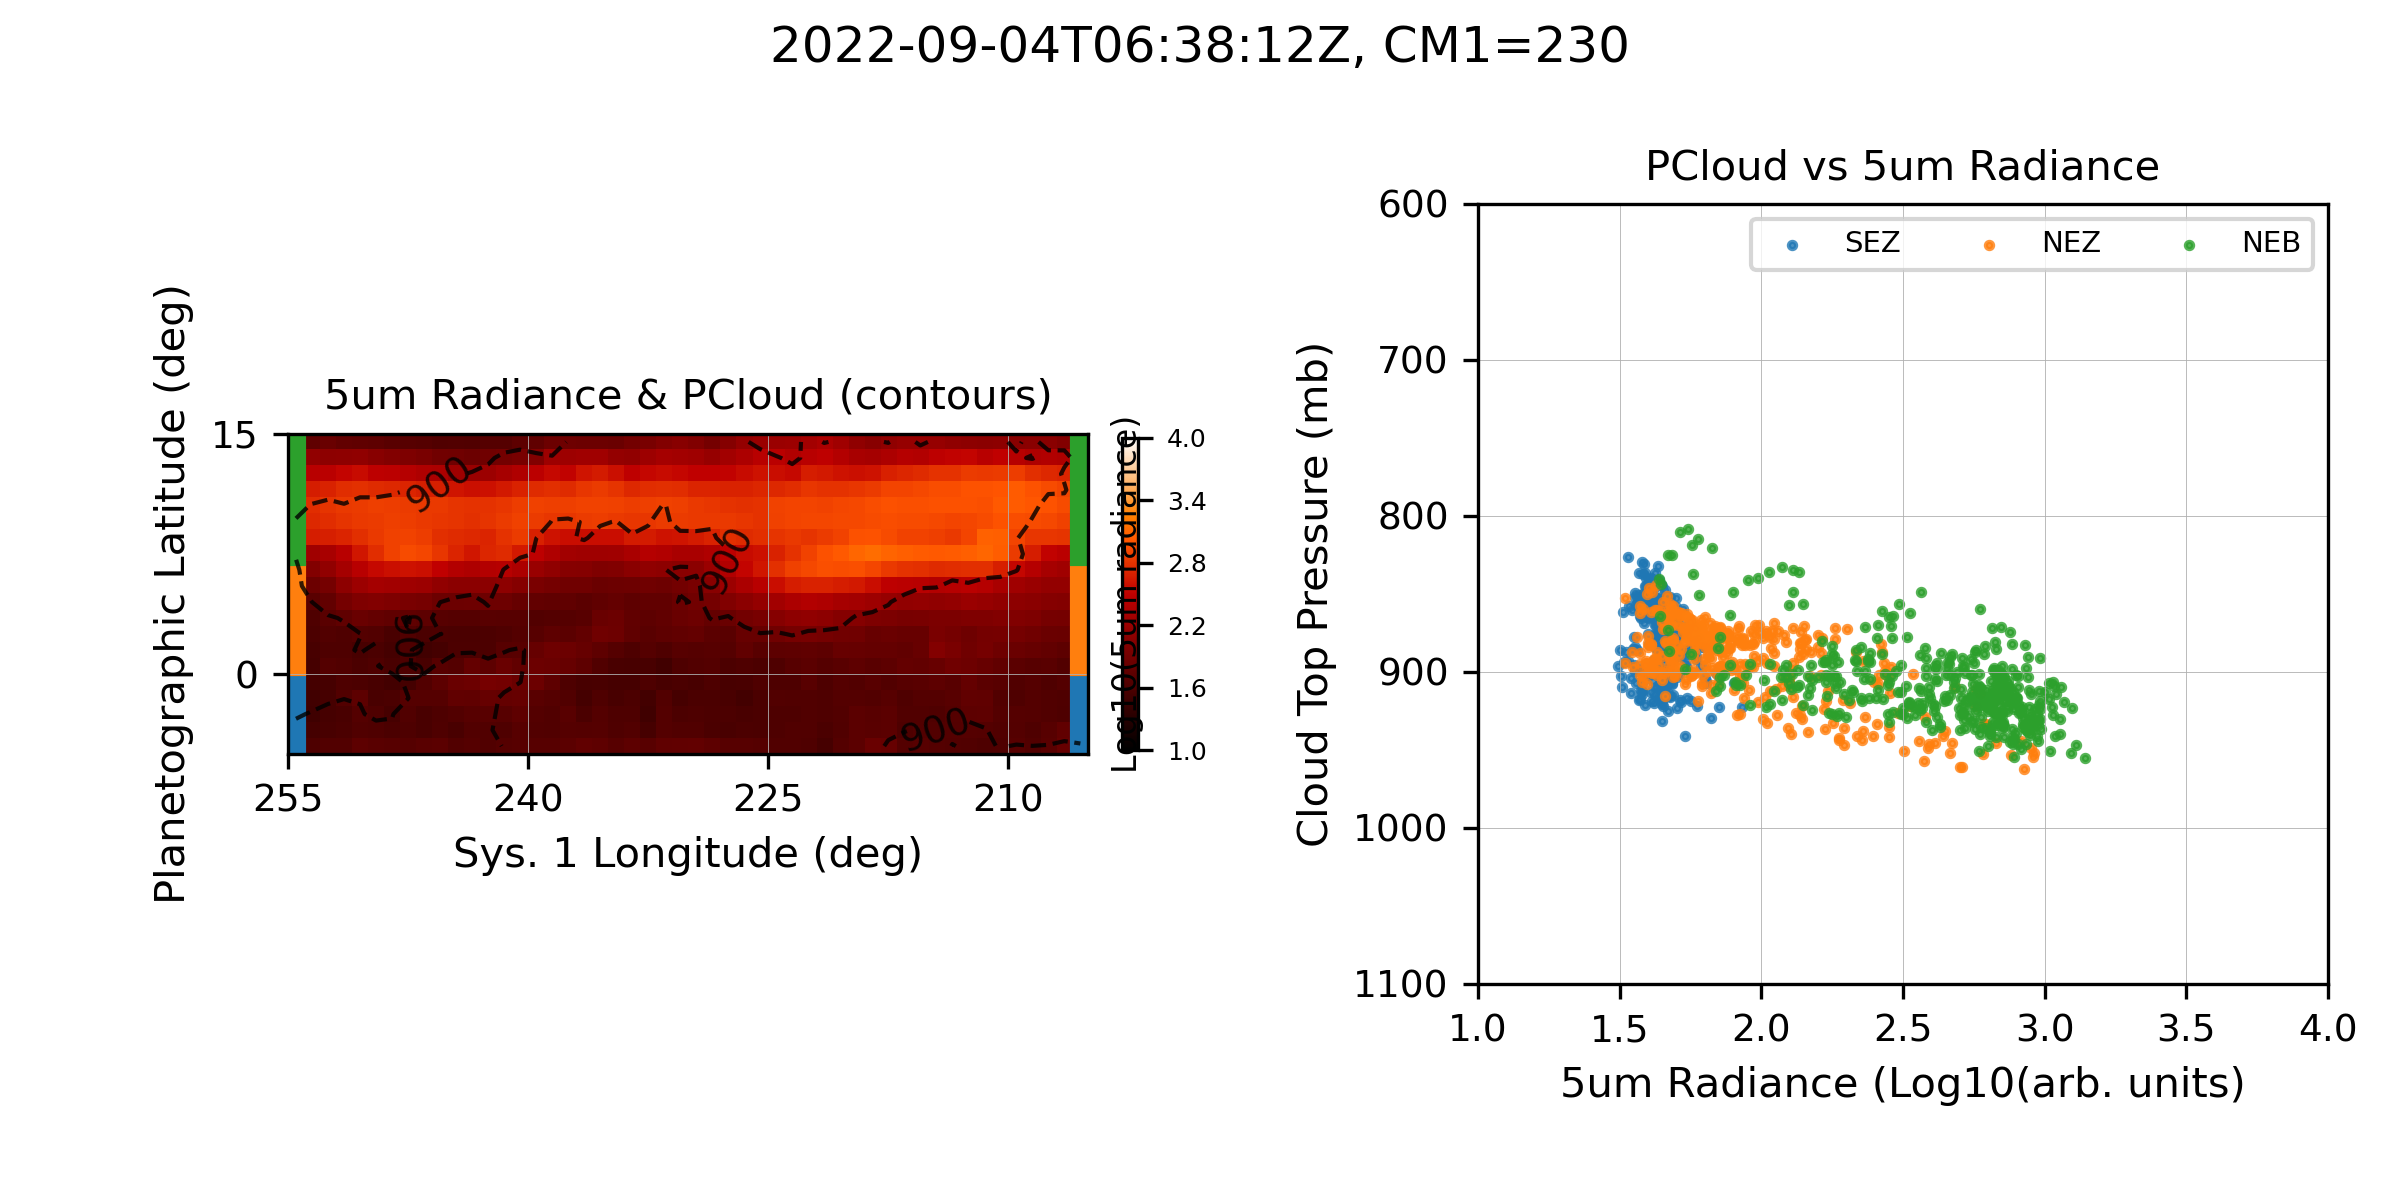 2022-09-04T06:38:12Z, CM1=230
5um Radiance & PCloud (contours)
Planetographic Latitude (deg)
15
0
255
240
225
210
Sys. 1 Longitude (deg)
900
900
900
900
Log10(5um radiance)
4.0
3.4
2.8
2.2
1.6
1.0
PCloud vs 5um Radiance
SEZ
NEZ
NEB
Cloud Top Pressure (mb)
600
700
800
900
1000
1100
1.0
1.5
2.0
2.5
3.0
3.5
4.0
5um Radiance (Log10(arb. units)